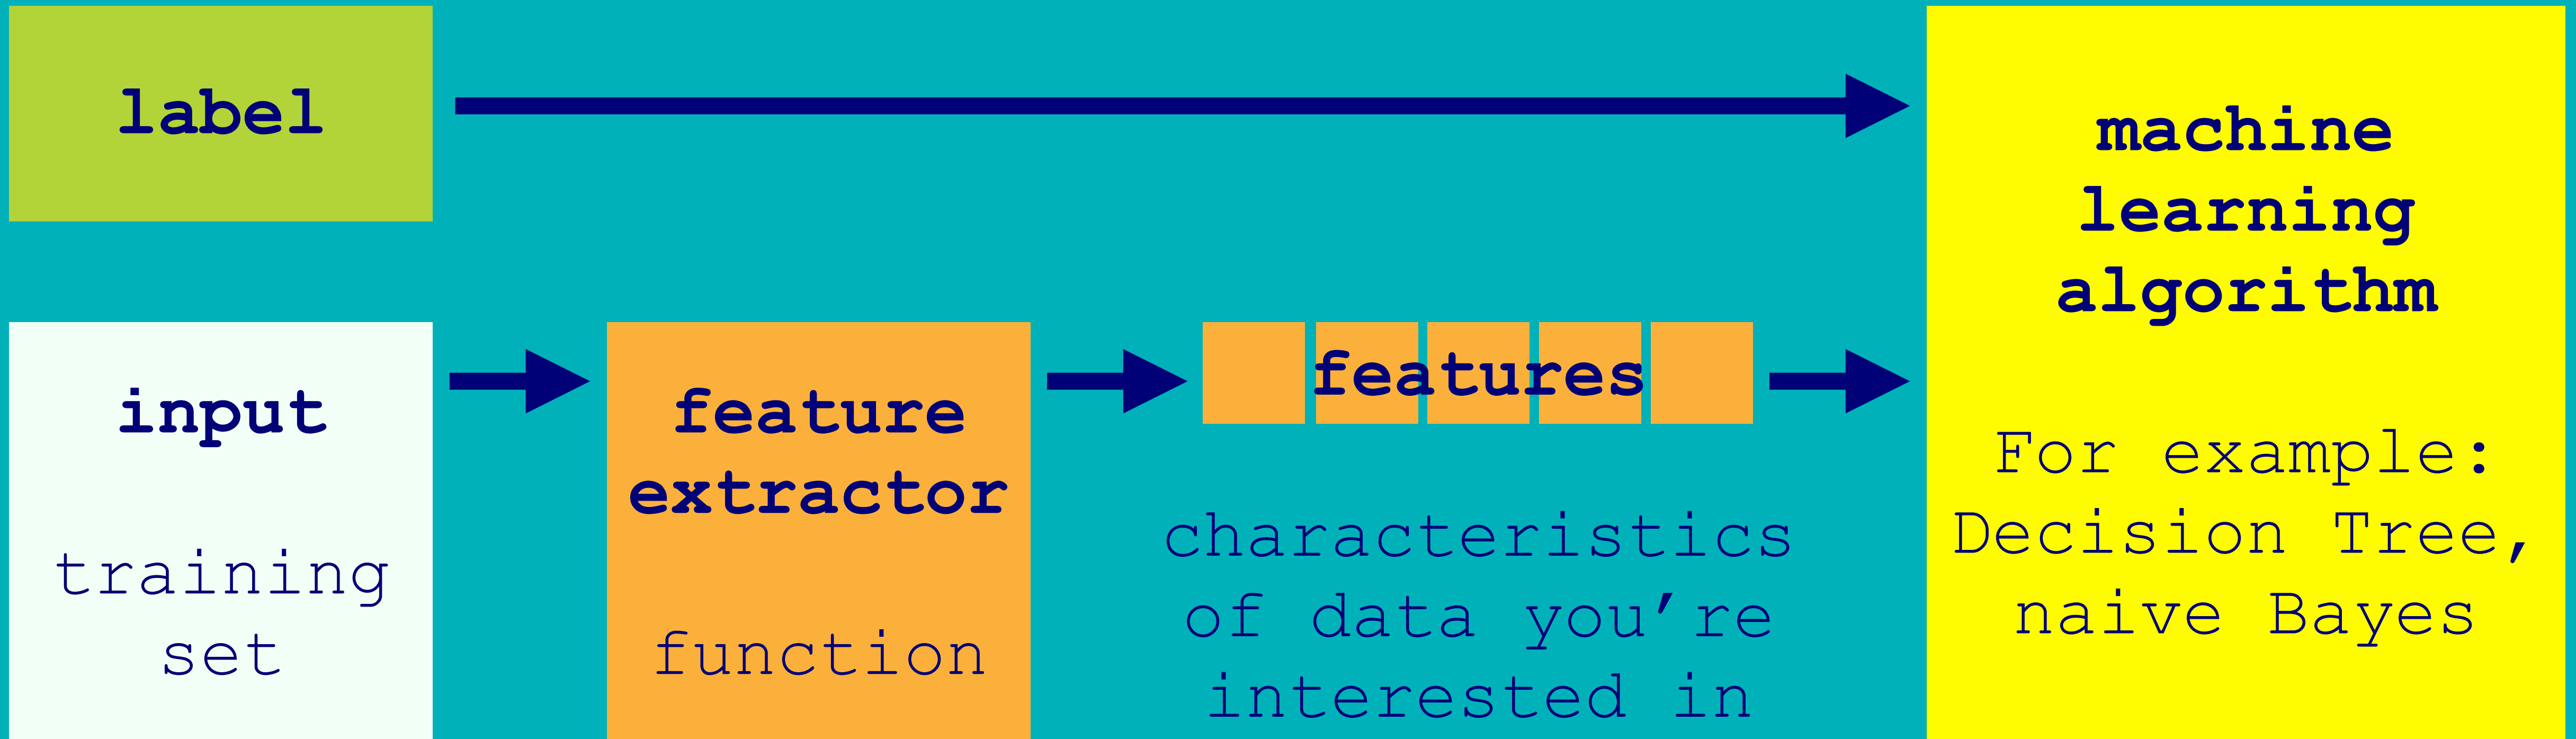 label
input
training
set
feature
extractor
function
features
characteristics
of data you’re
interested in
machine
learning
algorithm
For example:
Decision Tree,
naive Bayes